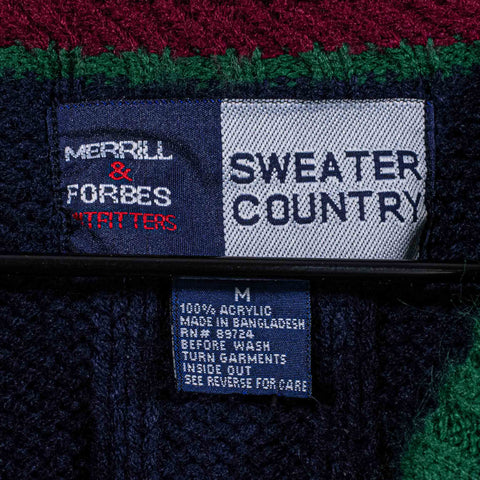 MERRILL
&
FORBES
OUTFITTERS
SWEATER
COUNTRY
M
100% ACRYLIC
MADE IN BANGLADESH
RN# 89724
BEFORE WASH
TURN GARMENTS
INSIDE OUT
SEE REVERSE FOR CARE